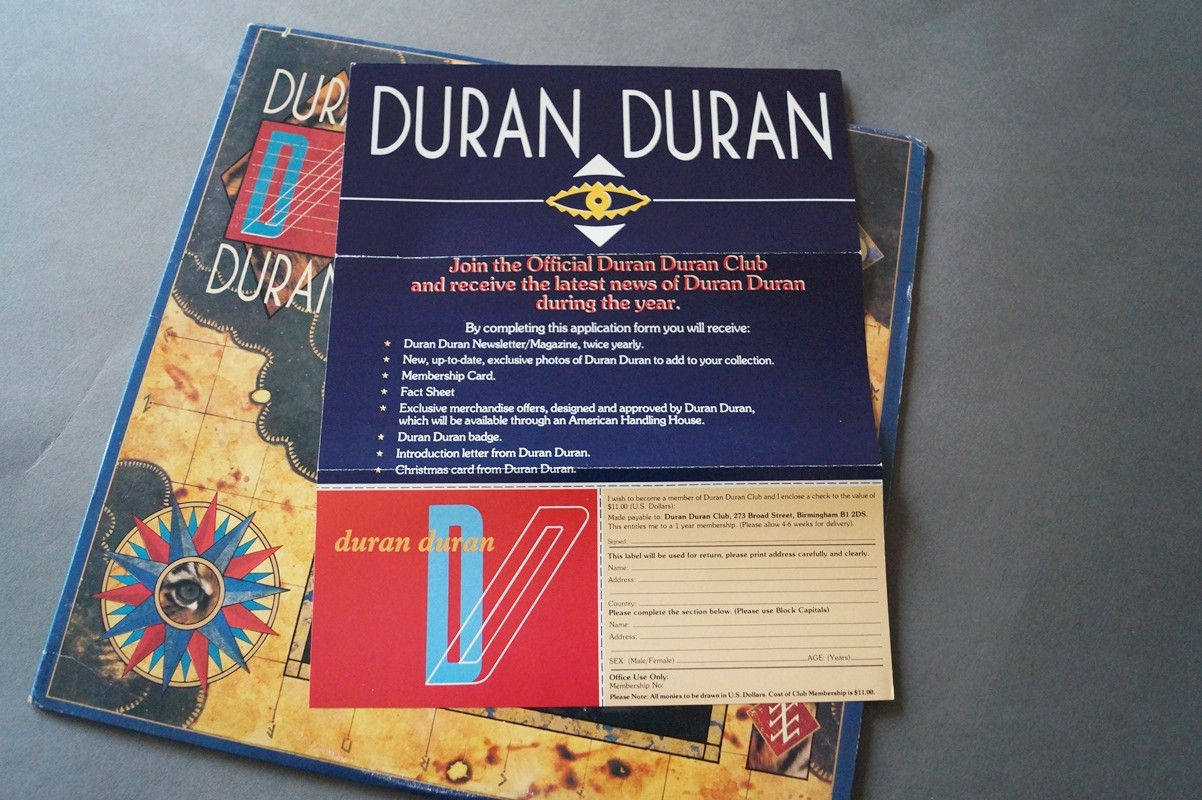 DUR
DURAN
DURAN DURAN
Join the Official Duran Duran Club
and receive the latest news of Duran Duran
during the year.
By completing this application form you will receive:
Duran Duran Newsletter/Magazine, twice yearly.
New, up-to-date, exclusive photos of Duran Duran to add to your collection.
Membership Card.
Fact Sheet
Exclusive merchandise offers, designed and approved by Duran Duran,
which will be available through an American Handling House.
Duran Duran badge.
Introduction letter from Duran Duran.
Christmas card from Duran Duran.
duran duran
I wish to become a member of Duran Duran Club and I enclose a check to the value of
$11.00 (U.S. Dollars):
Made payable to: Duran Duran Club, 273 Broad Street, Birmingham B1 2DS.
This entitles me to a 1 year membership. (Please allow 4-6 weeks for delivery).
Signed:
This label will be used for return, please print address carefully and clearly.
Name:
Address:
Country:
Please complete the section below. (Please use Block Capitals)
Name:
Address:
SEX: (Male/Female) AGE: (Years)
Office Use Only:
Membership No:
Please Note: All monies to be drawn in U.S. Dollars. Cost of Club Membership is $11.00.